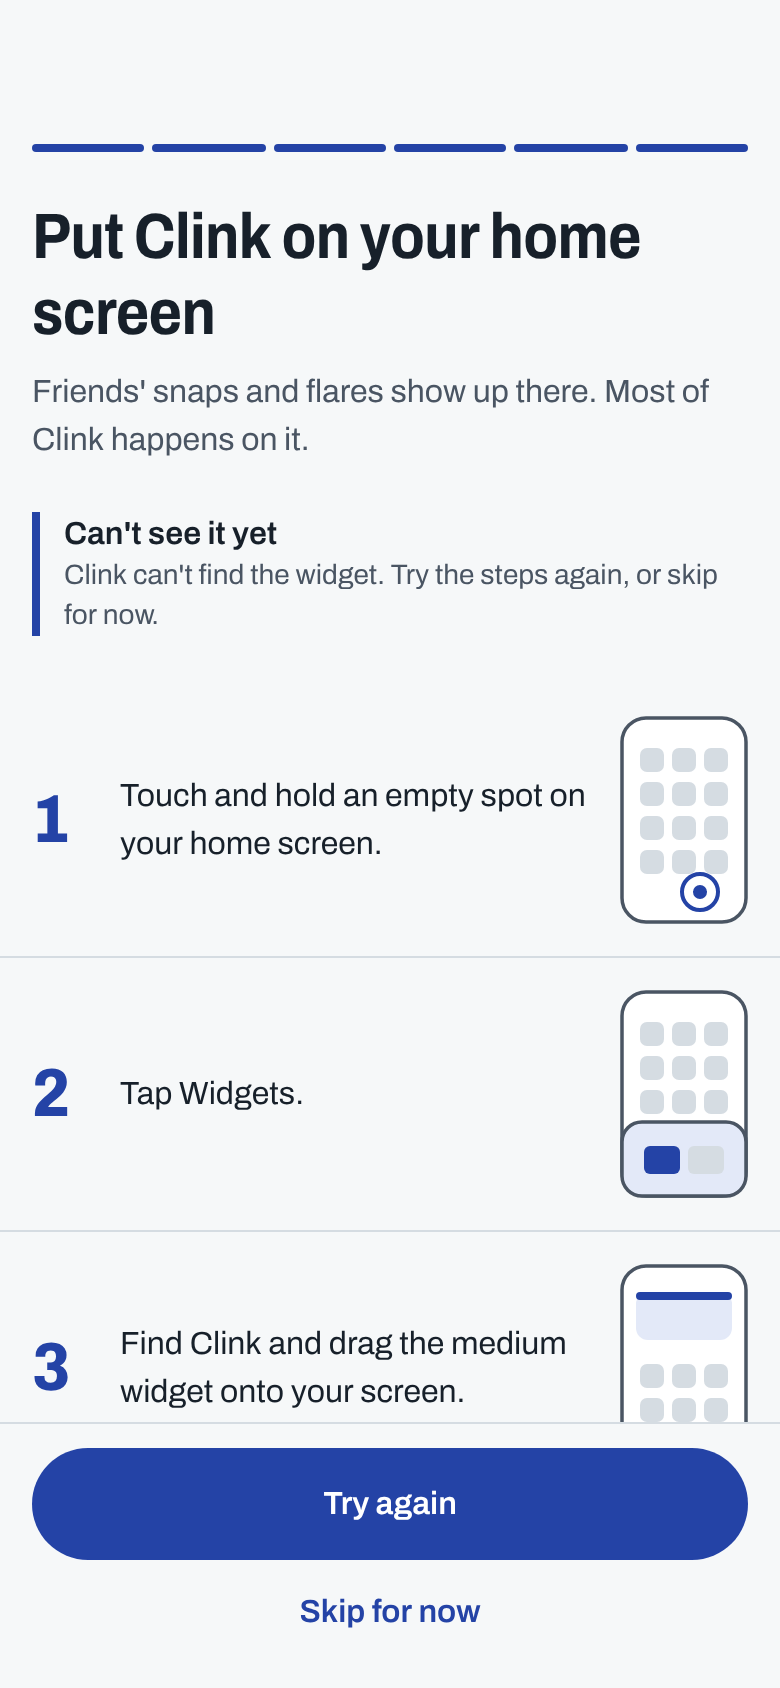 Put Clink on your home
screen
Friends' snaps and flares show up there. Most of
Clink happens on it.
Can't see it yet
Clink can't find the widget. Try the steps again, or skip
for now.
1
Touch and hold an empty spot on
your home screen.
2
Tap Widgets.
3
Find Clink and drag the medium
widget onto your screen.
Try again
Skip for now